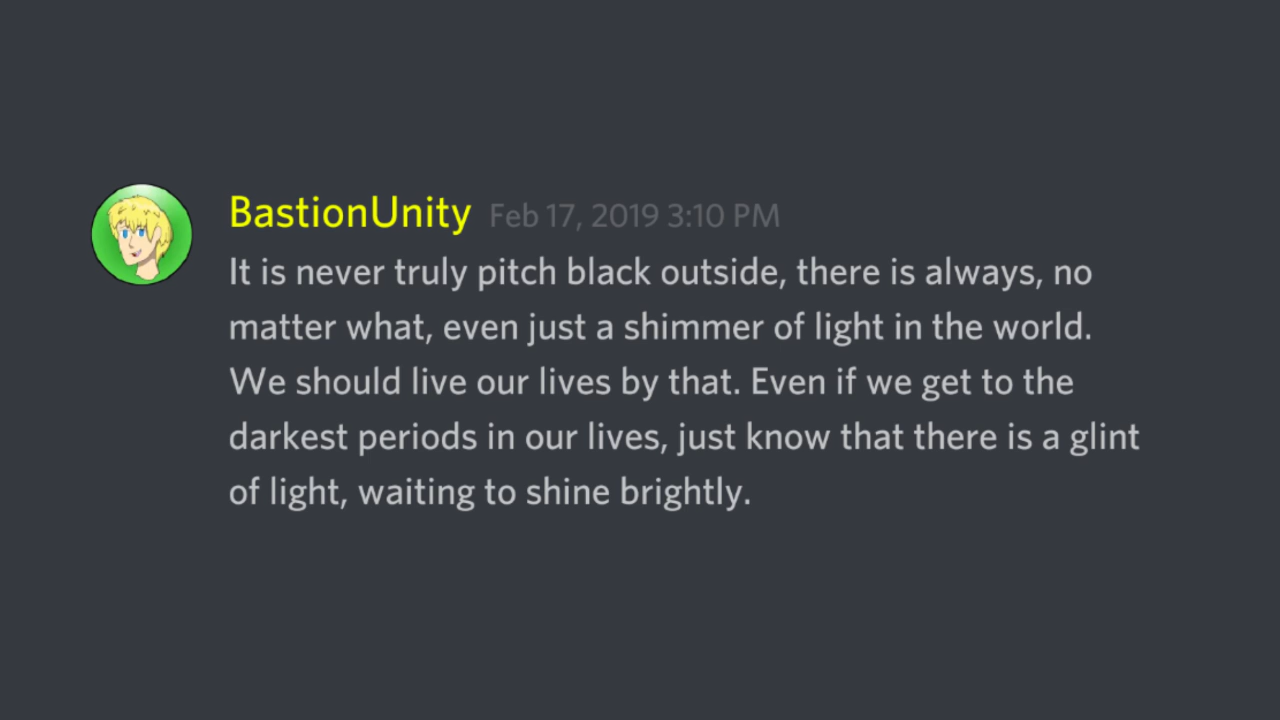 BastionUnity Feb 17, 2019 3:10 PM
It is never truly pitch black outside, there is always, no
matter what, even just a shimmer of light in the world.
We should live our lives by that. Even if we get to the
darkest periods in our lives, just know that there is a glint
of light, waiting to shine brightly.